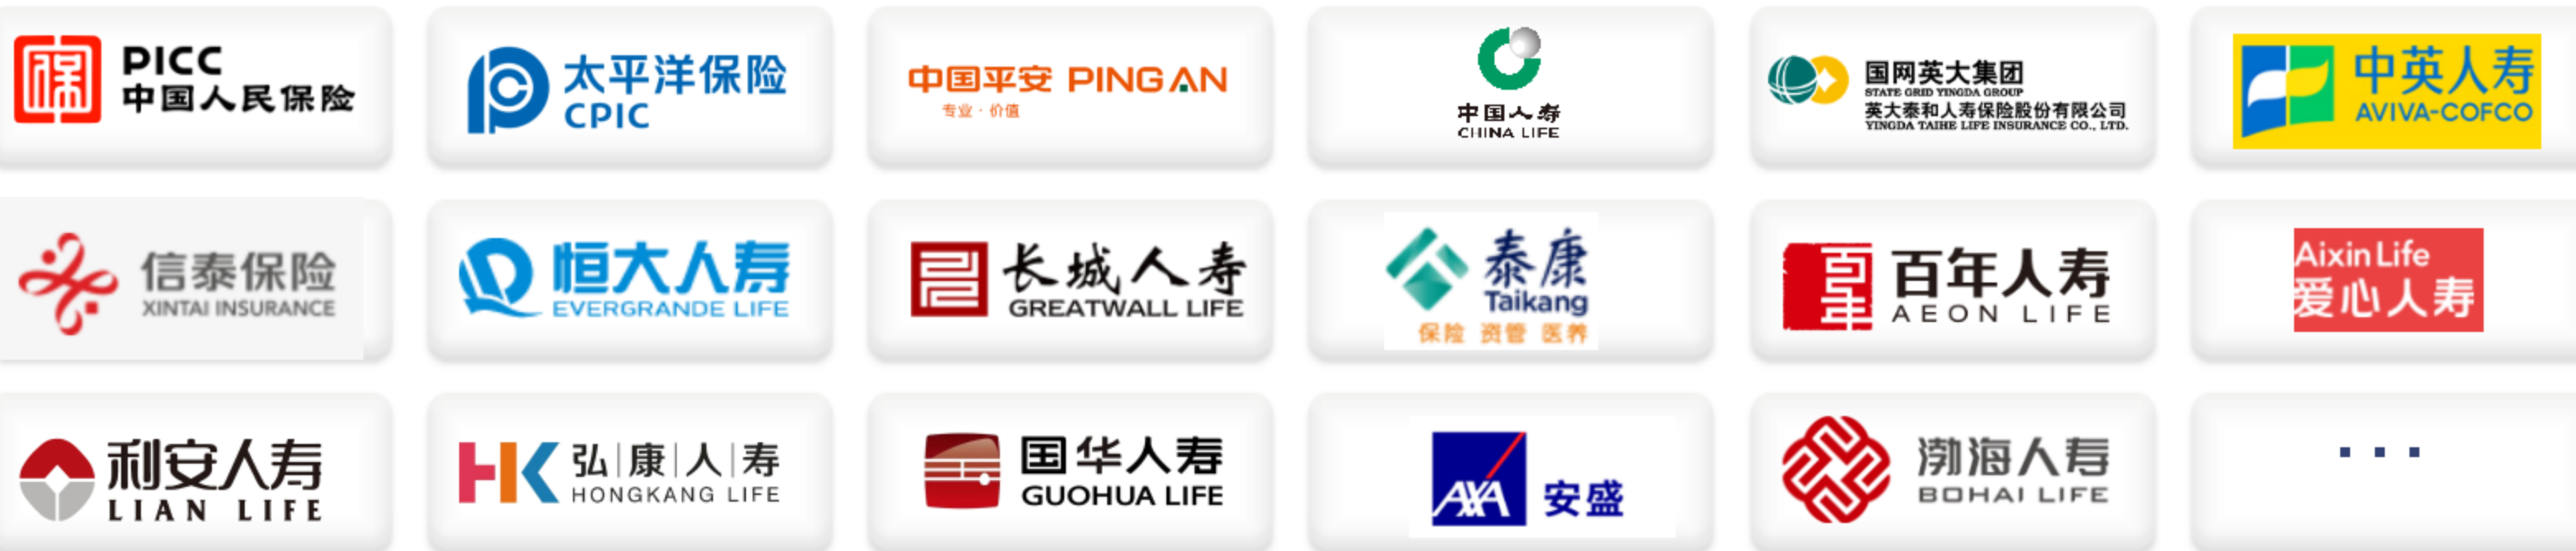 PICC
中国人民保险
太平洋保险
CPIC
中国平安 PING AN
专业·价值
中国人寿
CHINA LIFE
国网英大集团
STATE GRID YINGDA GROUP
英大泰和人寿保险股份有限公司
YINGDA TAIHE LIFE INSURANCE CO., LTD.
中英人寿
AVIVA-COFCO
信泰保险
XINTAI INSURANCE
恒大人寿
EVERGRANDE LIFE
长城人寿
GREATWALL LIFE
泰康
Taikang
保险 资管 医养
百年
百年人寿
AEON LIFE
Aixin Life
爱心人寿
利安人寿
LIAN LIFE
HK 弘|康|人|寿
HONGKANG LIFE
国华人寿
GUOHUA LIFE
AXA 安盛
渤海人寿
BOHAI LIFE
...